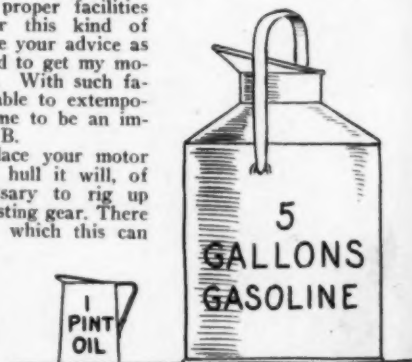 proper facilities
r this kind of
e your advice as
d to get my mo-
. With such fa-
able to extempo-
me to be an im-
B.
lace your motor
hull it will, of
sary to rig up
sting gear. There
which this can
5
GALLONS
GASOLINE
1
PINT
OIL